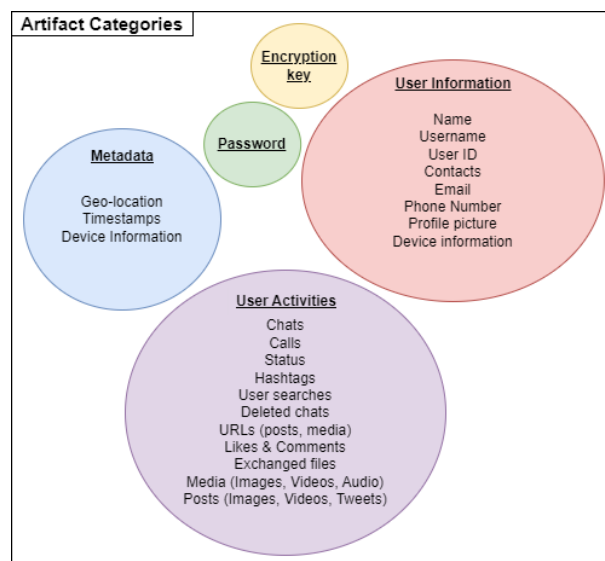 Artifact Categories
Encryption
key
User Information
Name
Username
User ID
Contacts
Email
Phone Number
Profile picture
Device information
Password
Metadata
Geo-location
Timestamps
Device Information
User Activities
Chats
Calls
Status
Hashtags
User searches
Deleted chats
URLs (posts, media)
Likes & Comments
Exchanged files
Media (Images, Videos, Audio)
Posts (Images, Videos, Tweets)